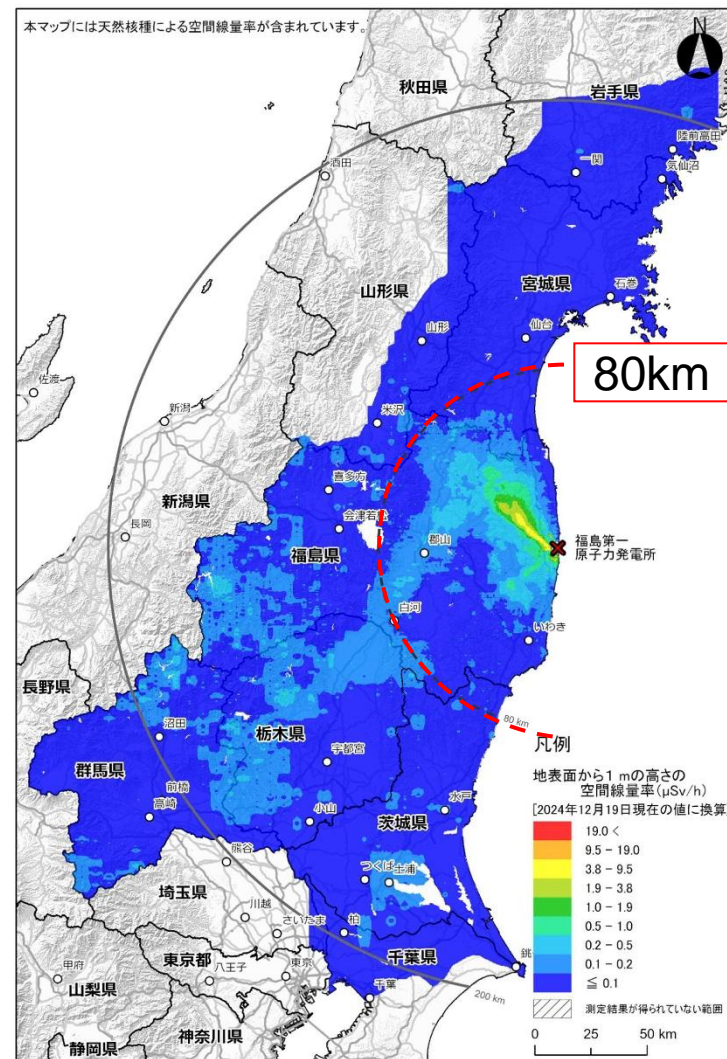 本マップには天然核種による空間線量率が含まれています。
N
秋田県
岩手県
陸前高田
酒田
一関
気仙沼
山形県
宮城県
石巻
山形
仙台
80km
佐渡
新潟
米沢
喜多方
新潟県
会津若松
長岡
福島県
郡山
福島第一
原子力発電所
白河
いわき
長野県
80 km
沼田
栃木県
凡例
群馬県
宇都宮
前橋
高崎
小山
水戸
茨城県
熊谷
つくば
土浦
埼玉県
川越
さいたま
柏
千葉県
東京都
甲府
八王子
東京
銚
山梨県
千葉
200 km
神奈川県
静岡県
地表面から1 mの高さの
空間線量率(μSv/h)
[2024年12月19日現在の値に換算]
19.0 <
9.5 - 19.0
3.8 - 9.5
1.9 - 3.8
1.0 - 1.9
0.5 - 1.0
0.2 - 0.5
0.1 - 0.2
≦ 0.1
測定結果が得られていない範囲
0 25 50 km